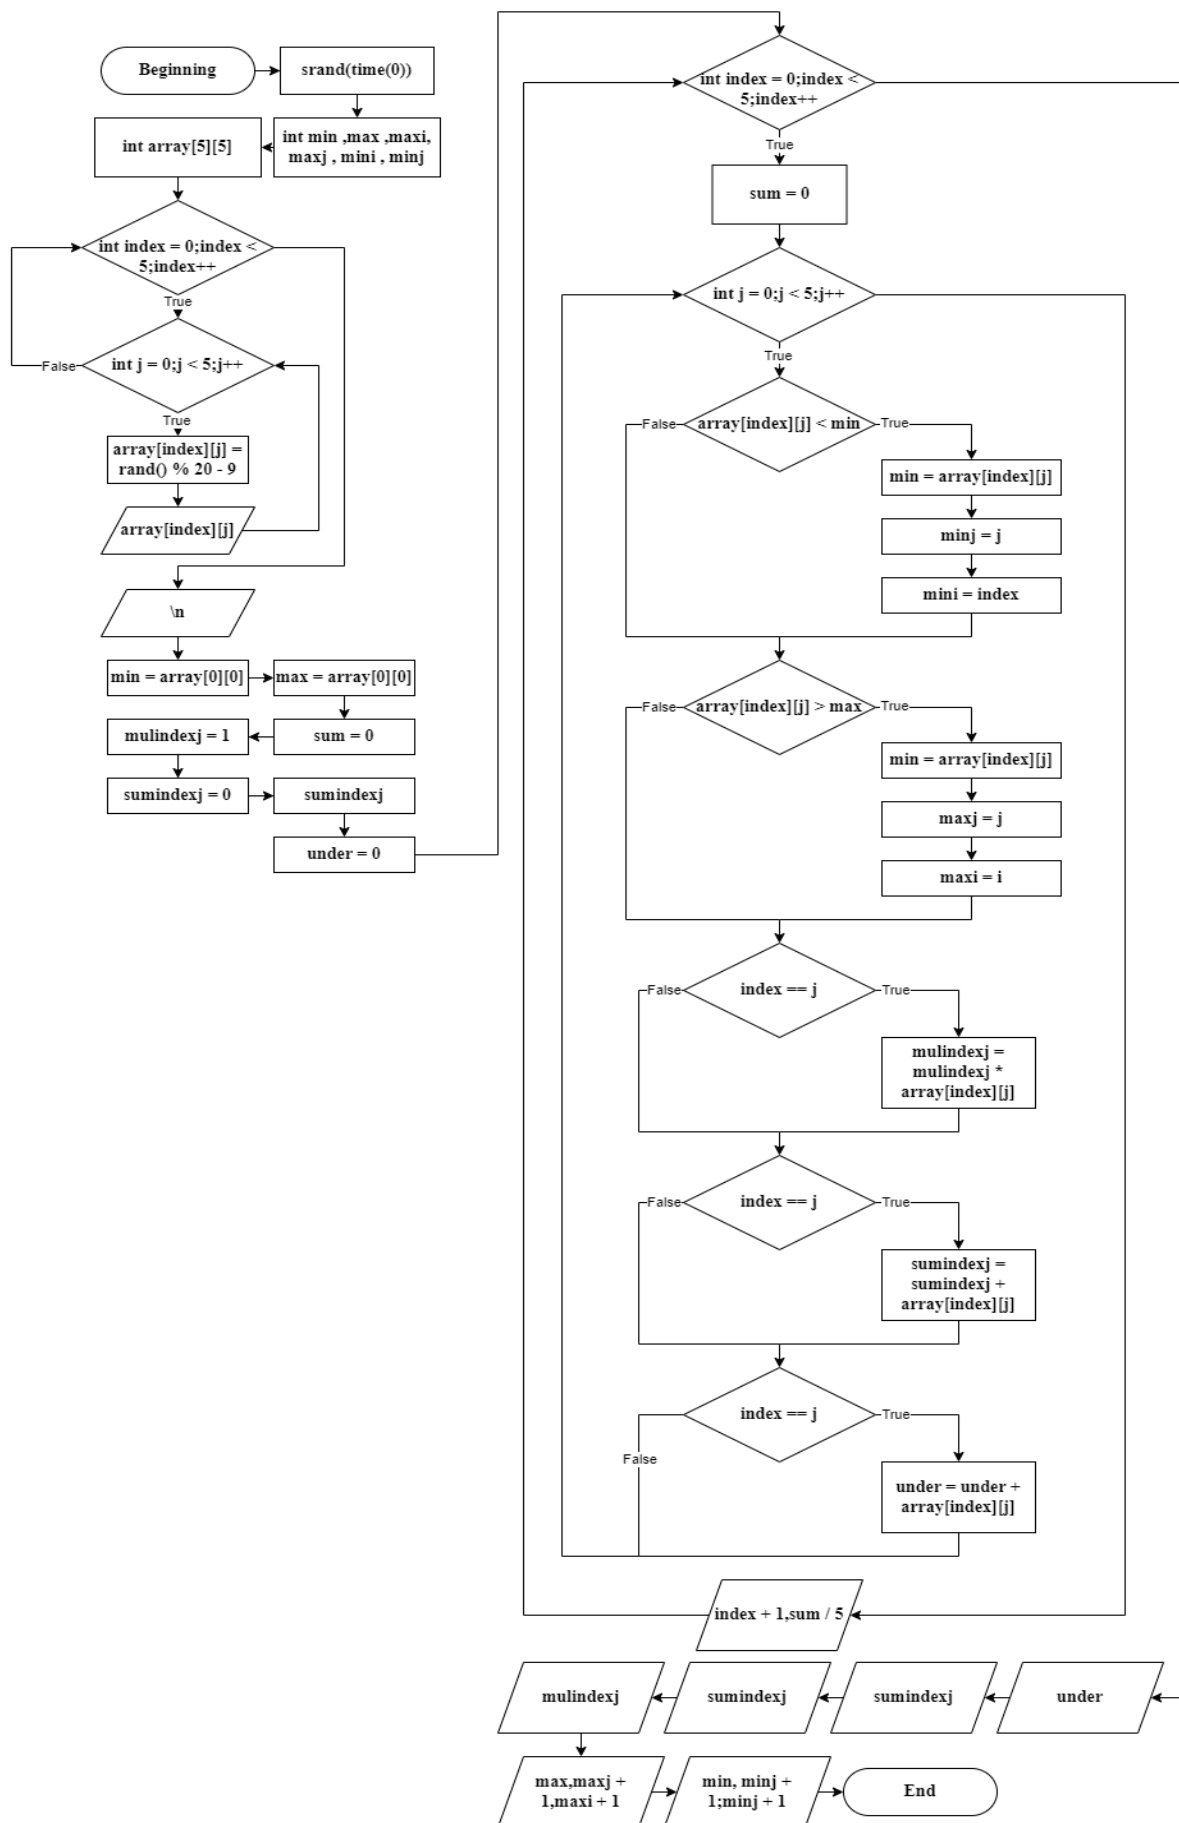 Beginning
srand(time(0))
int min ,max ,maxi,
maxj , mini , minj
int array[5][5]
int index = 0;index <
5;index++
True
int j = 0;j < 5;j++
False
True
array[index][j] =
rand() % 20 - 9
array[index][j]
\n
min = array[0][0]
max = array[0][0]
sum = 0
mulindexj = 1
sumindexj = 0
sumindexj
under = 0
int index = 0;index <
5;index++
True
sum = 0
int j = 0;j < 5;j++
True
False
array[index][j] < min
True
min = array[index][j]
minj = j
mini = index
False
array[index][j] > max
True
min = array[index][j]
maxj = j
maxi = i
False
index == j
True
mulindexj =
mulindexj *
array[index][j]
False
index == j
True
sumindexj =
sumindexj +
array[index][j]
index == j
True
False
under = under +
array[index][j]
index + 1,sum / 5
under
sumindexj
sumindexj
mulindexj
max,maxj +
1,maxi + 1
min, minj +
1;minj + 1
End